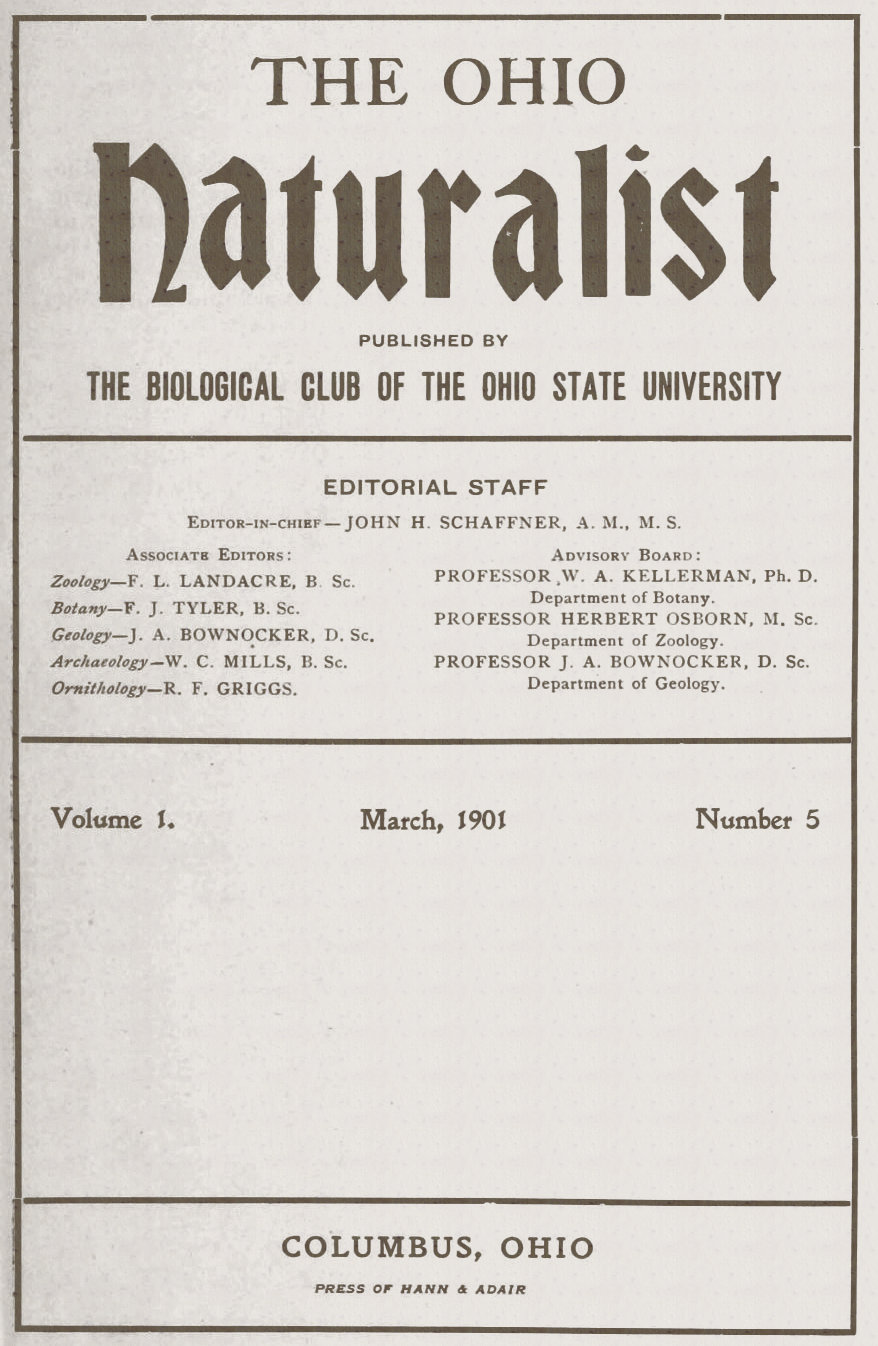 THE OHIO
Naturalist
PUBLISHED BY
THE BIOLOGICAL CLUB OF THE OHIO STATE UNIVERSITY
EDITORIAL STAFF
EDITOR-IN-CHIEF—JOHN H. SCHAFFNER, A. M., M. S.
ASSOCIATE EDITORS:
Zoology—F. L. LANDACRE, B. Sc.
Botany—F. J. TYLER, B. Sc.
Geology—J. A. BOWNOCKER, D. Sc.
Archaeology—W. C. MILLS, B. Sc.
Ornithology—R. F. GRIGGS.
ADVISORY BOARD:
PROFESSOR W. A. KELLERMAN, Ph. D.
Department of Botany.
PROFESSOR HERBERT OSBORN, M. Sc.
Department of Zoology.
PROFESSOR J. A. BOWNOCKER, D. Sc.
Department of Geology.
Volume 1. March, 1901 Number 5
COLUMBUS, OHIO
PRESS OF HANN & ADAIR